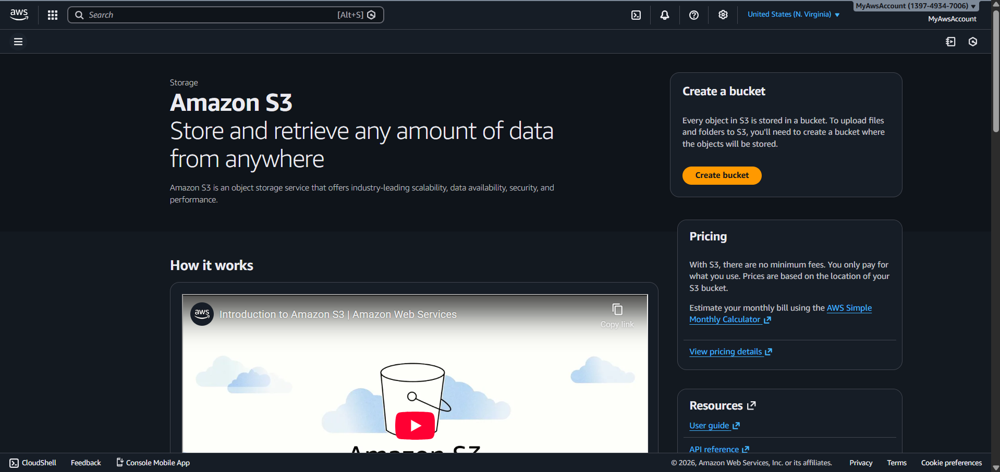 aws
Search
[Alt+S]
United States (N. Virginia)
MyAwsAccount (1397-4934-7006)
MyAwsAccount
Storage
Amazon S3
Store and retrieve any amount of data
from anywhere
Amazon S3 is an object storage service that offers industry-leading scalability, data availability, security, and
performance.
Create a bucket
Every object in S3 is stored in a bucket. To upload files
and folders to S3, you'll need to create a bucket where
the objects will be stored.
Create bucket
Pricing
With S3, there are no minimum fees. You only pay for
what you use. Prices are based on the location of your
S3 bucket.
Estimate your monthly bill using the AWS Simple
Monthly Calculator
View pricing details
Resources
User guide
API reference
How it works
aws
Introduction to Amazon S3 | Amazon Web Services
Copy link
Amazon S3
CloudShell
Feedback
Console Mobile App
© 2026, Amazon Web Services, Inc. or its affiliates.
Privacy
Terms
Cookie preferences